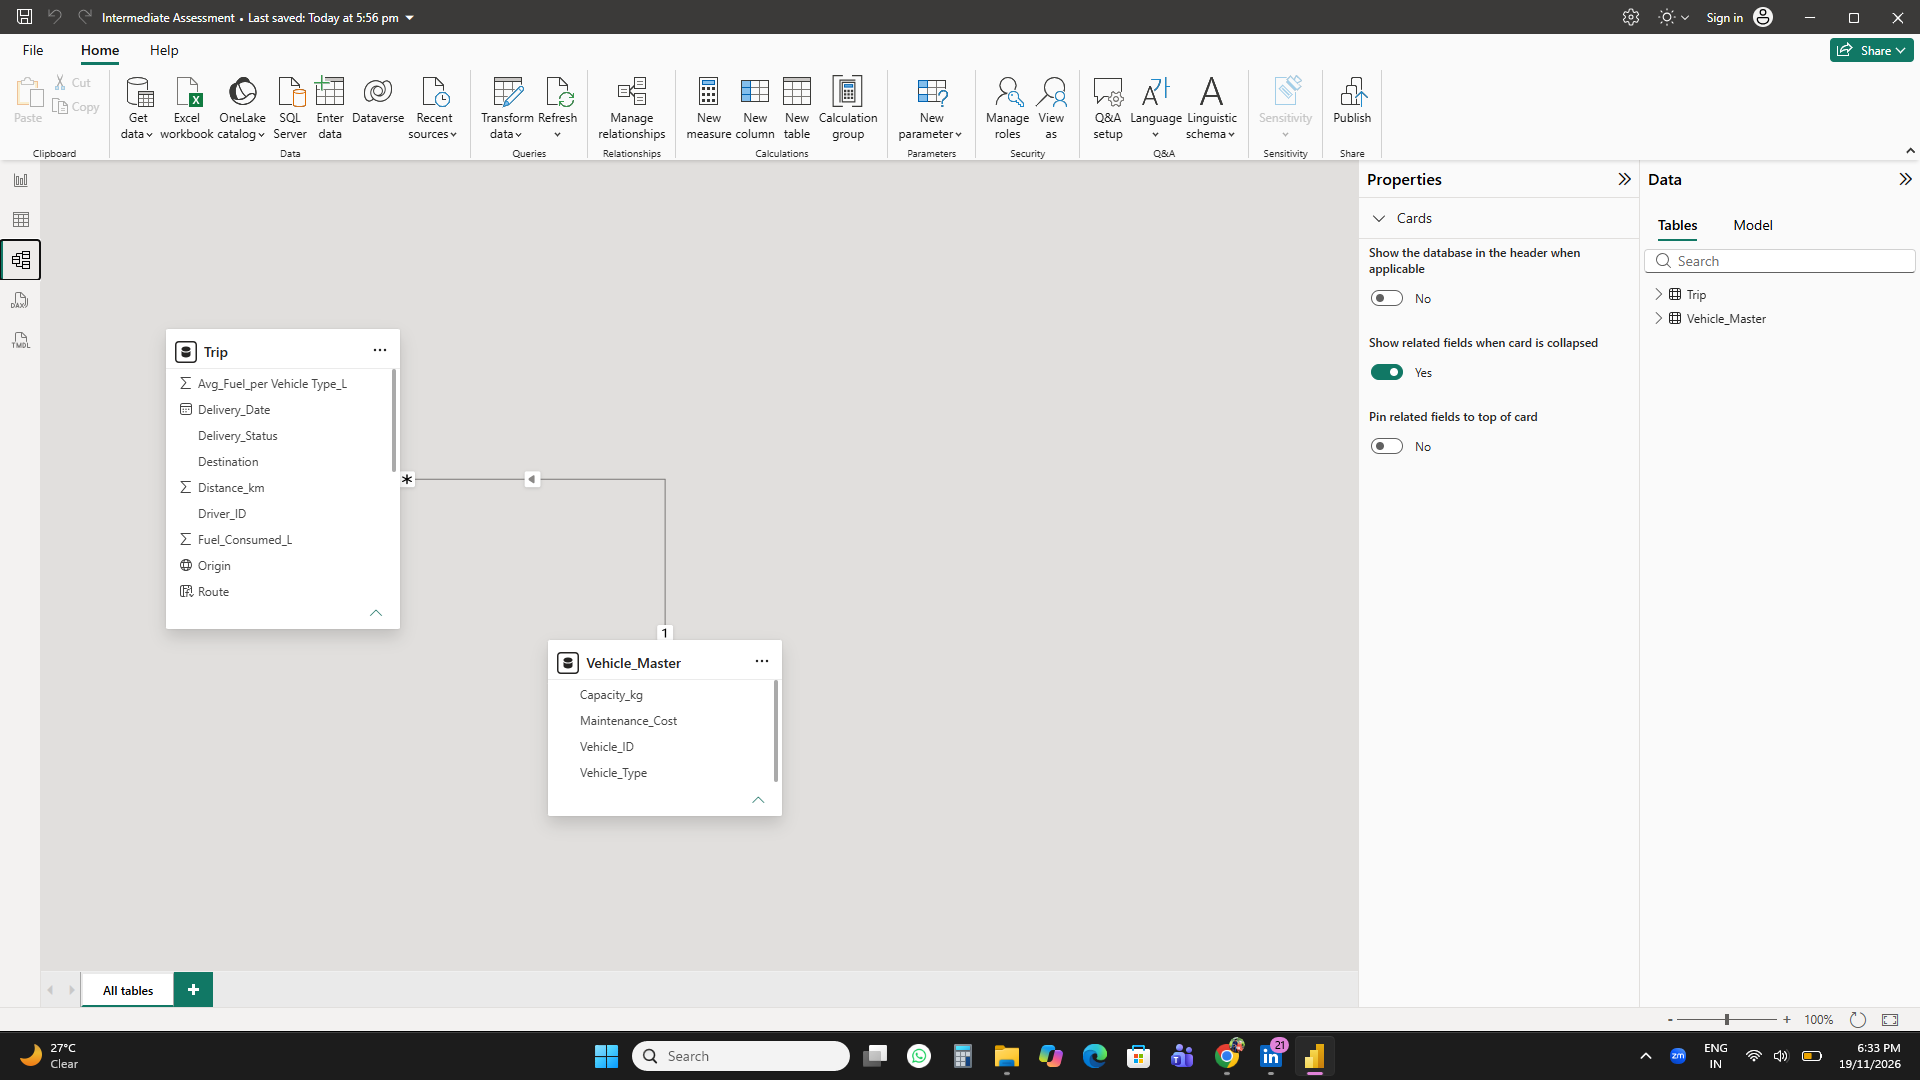 Intermediate Assessment • Last saved: Today at 5:56 pm
Sign in
File
Home
Help
Share
Paste
Cut
Copy
Clipboard
Get data
Excel workbook
OneLake catalog
SQL Server
Enter data
Dataverse
Recent sources
Data
Transform data
Refresh
Queries
Manage relationships
Relationships
New measure
New column
New table
Calculation group
Calculations
New parameter
Parameters
Manage roles
View as
Security
Q&A setup
Language
Linguistic schema
Q&A
Sensitivity
Sensitivity
Publish
Share
DAX
TMDL
Trip
Avg_Fuel_per Vehicle Type_L
Delivery_Date
Delivery_Status
Destination
Distance_km
Driver_ID
Fuel_Consumed_L
Origin
Route
*
1
Vehicle_Master
Capacity_kg
Maintenance_Cost
Vehicle_ID
Vehicle_Type
Properties
Cards
Show the database in the header when
applicable
No
Show related fields when card is collapsed
Yes
Pin related fields to top of card
No
Data
Tables
Model
Search
Trip
Vehicle_Master
All tables
+
- + 100%
27°C
Clear
Search
21
zm
ENG
IN
6:33 PM
19/11/2026